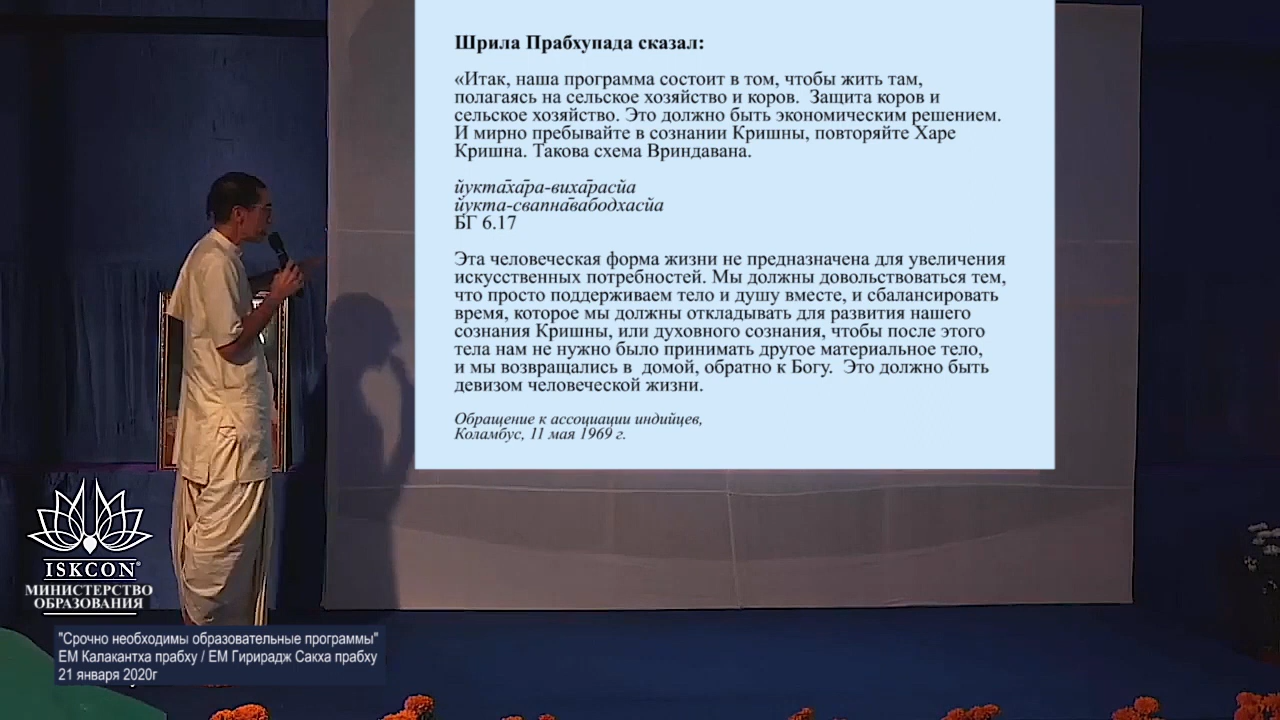 Шрила Прабхупада сказал:
«Итак, наша программа состоит в том, чтобы жить там,
полагаясь на сельское хозяйство и коров.  Защита коров и
сельское хозяйство. Это должно быть экономическим решением.
И мирно пребывайте в сознании Кришны, повторяйте Харе
Кришна. Такова схема Вриндавана.
йукта̄ха̄ра-виха̄расйа
йукта-свапна̄вабодхасйа
БГ 6.17
Эта человеческая форма жизни не предназначена для увеличения
искусственных потребностей. Мы должны довольствоваться тем,
что просто поддерживаем тело и душу вместе, и сбалансировать
время, которое мы должны откладывать для развития нашего
сознания Кришны, или духовного сознания, чтобы после этого
тела нам не нужно было принимать другое материальное тело,
и мы возвращались в  домой, обратно к Богу.  Это должно быть
девизом человеческой жизни.
Обращение к ассоциации индийцев,
Коламбус, 11 мая 1969 г.
ISKCON®
МИНИСТЕРСТВО
ОБРАЗОВАНИЯ
"Срочно необходимы образовательные программы"
ЕМ Калакантха прабху / ЕМ Гирирадж Сакха прабху
21 января 2020г